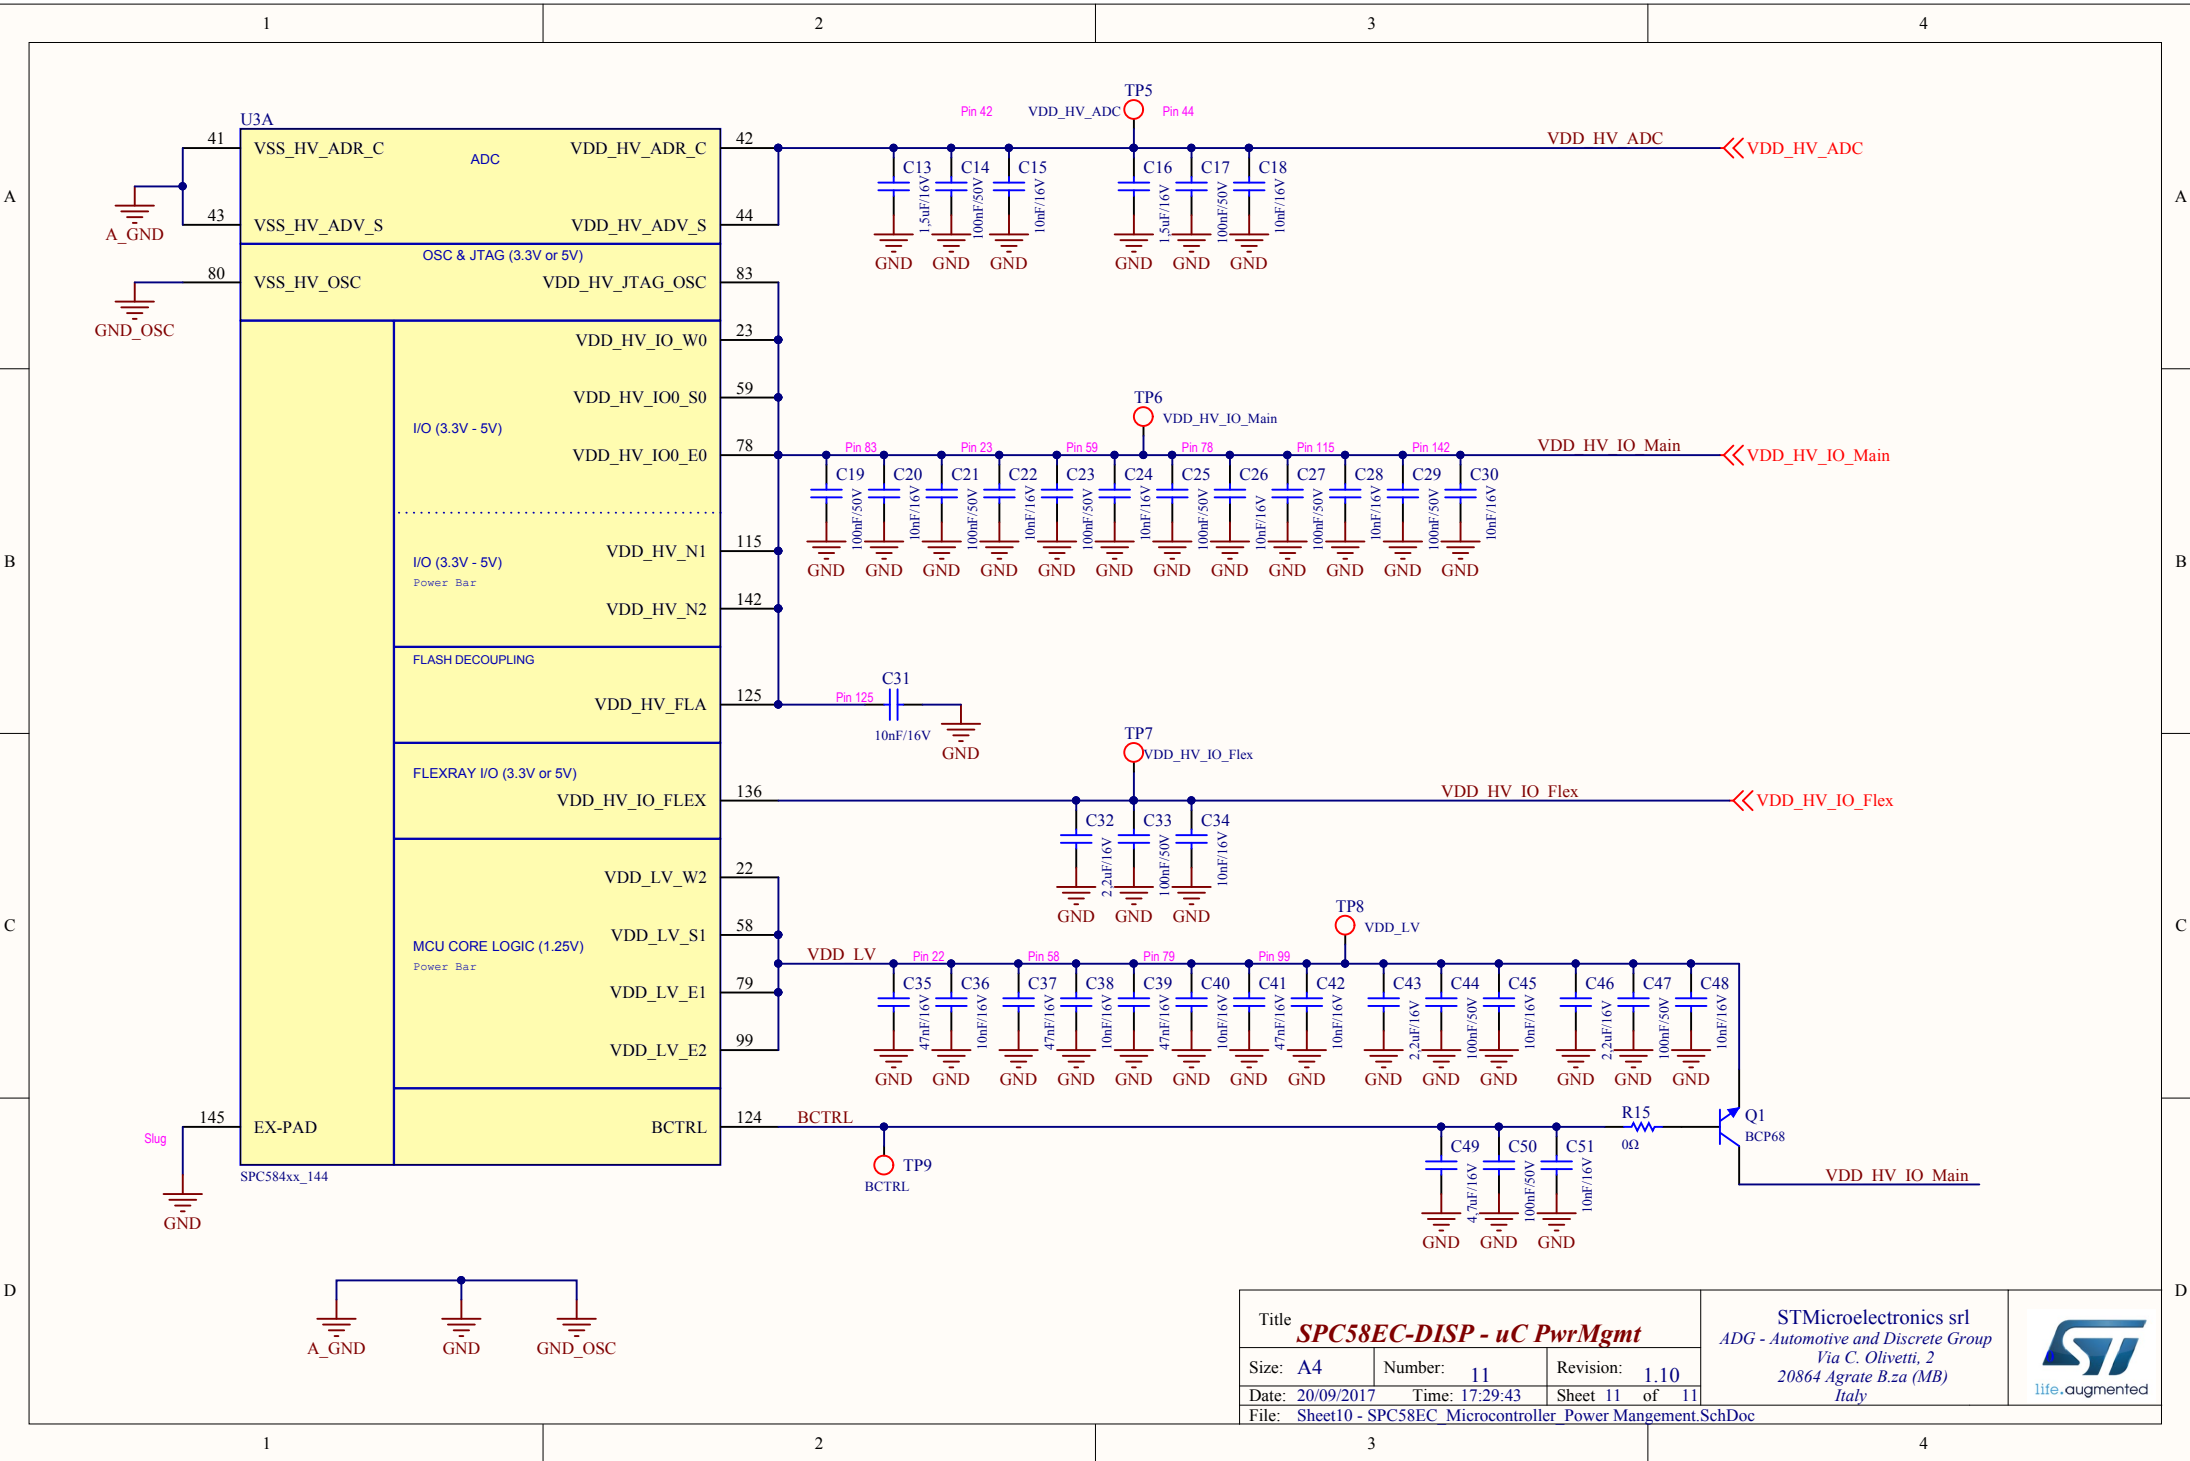 1 2 3 4
A A
B B
C C
D D
U3A
41 VSS_HV_ADR_C
ADC
VDD_HV_ADR_C 42
43 VSS_HV_ADV_S
VDD_HV_ADV_S 44
A_GND
OSC & JTAG (3.3V or 5V)
80 VSS_HV_OSC
VDD_HV_JTAG_OSC 83
GND_OSC
VDD_HV_IO_W0 23
VDD_HV_IO0_S0 59
I/O (3.3V - 5V)
VDD_HV_IO0_E0 78
VDD_HV_N1 115
I/O (3.3V - 5V)
Power Bar
VDD_HV_N2 142
FLASH DECOUPLING
VDD_HV_FLA 125
FLEXRAY I/O (3.3V or 5V)
VDD_HV_IO_FLEX 136
VDD_LV_W2 22
VDD_LV_S1 58
MCU CORE LOGIC (1.25V)
Power Bar
VDD_LV_E1 79
VDD_LV_E2 99
Slug
145 EX-PAD
BCTRL 124
SPC584xx_144
GND
TP5
Pin 42 VDD_HV_ADC Pin 44
VDD_HV_ADC VDD_HV_ADC
C13 C14 C15 C16 C17 C18
1,5uF/16V 100nF/50V 10nF/16V 1,5uF/16V 100nF/50V 10nF/16V
GND GND GND GND GND GND
TP6
VDD_HV_IO_Main
Pin 83 Pin 23 Pin 59 Pin 78 Pin 115 Pin 142
VDD_HV_IO_Main VDD_HV_IO_Main
C19 C20 C21 C22 C23 C24 C25 C26 C27 C28 C29 C30
100nF/50V 10nF/16V 100nF/50V 10nF/16V 100nF/50V 10nF/16V 100nF/50V 10nF/16V 100nF/50V 10nF/16V 100nF/50V 10nF/16V
GND GND GND GND GND GND GND GND GND GND GND GND
C31
Pin 125
10nF/16V
GND
TP7
VDD_HV_IO_Flex
VDD_HV_IO_Flex VDD_HV_IO_Flex
C32 C33 C34
2,2uF/16V 100nF/50V 10nF/16V
GND GND GND
TP8
VDD_LV
VDD_LV Pin 22 Pin 58 Pin 79 Pin 99
C35 C36 C37 C38 C39 C40 C41 C42 C43 C44 C45 C46 C47 C48
47nF/16V 10nF/16V 47nF/16V 10nF/16V 47nF/16V 10nF/16V 47nF/16V 10nF/16V 2,2uF/16V 100nF/50V 10nF/16V 2,2uF/16V 100nF/50V 10nF/16V
GND GND GND GND GND GND GND GND GND GND GND GND GND GND
BCTRL
TP9
BCTRL
C49 C50 C51
4,7uF/16V 100nF/50V 10nF/16V
GND GND GND
R15
0Ω
Q1
BCP68
VDD_HV_IO_Main
A_GND GND GND_OSC
Title SPC58EC-DISP - uC PwrMgmt
Size: A4 Number: 11 Revision: 1.10
Date: 20/09/2017 Time: 17:29:43 Sheet 11 of 11
File: Sheet10 - SPC58EC_Microcontroller_Power Mangement.SchDoc
STMicroelectronics srl
ADG - Automotive and Discrete Group
Via C. Olivetti, 2
20864 Agrate B.za (MB)
Italy
0
ST
life.augmented
1 2 3 4